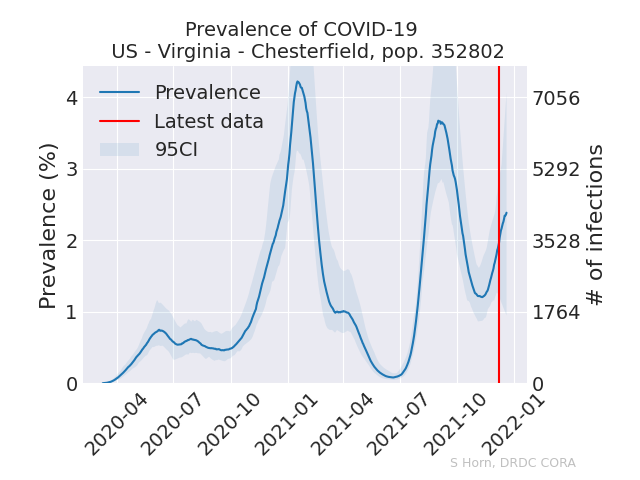 Prevalence of COVID-19
US - Virginia - Chesterfield, pop. 352802
Prevalence
Latest data
95CI
Prevalence (%)
4
3
2
1
0
# of infections
7056
5292
3528
1764
0
2020-04
2020-07
2020-10
2021-01
2021-04
2021-07
2021-10
2022-01
S Horn, DRDC CORA